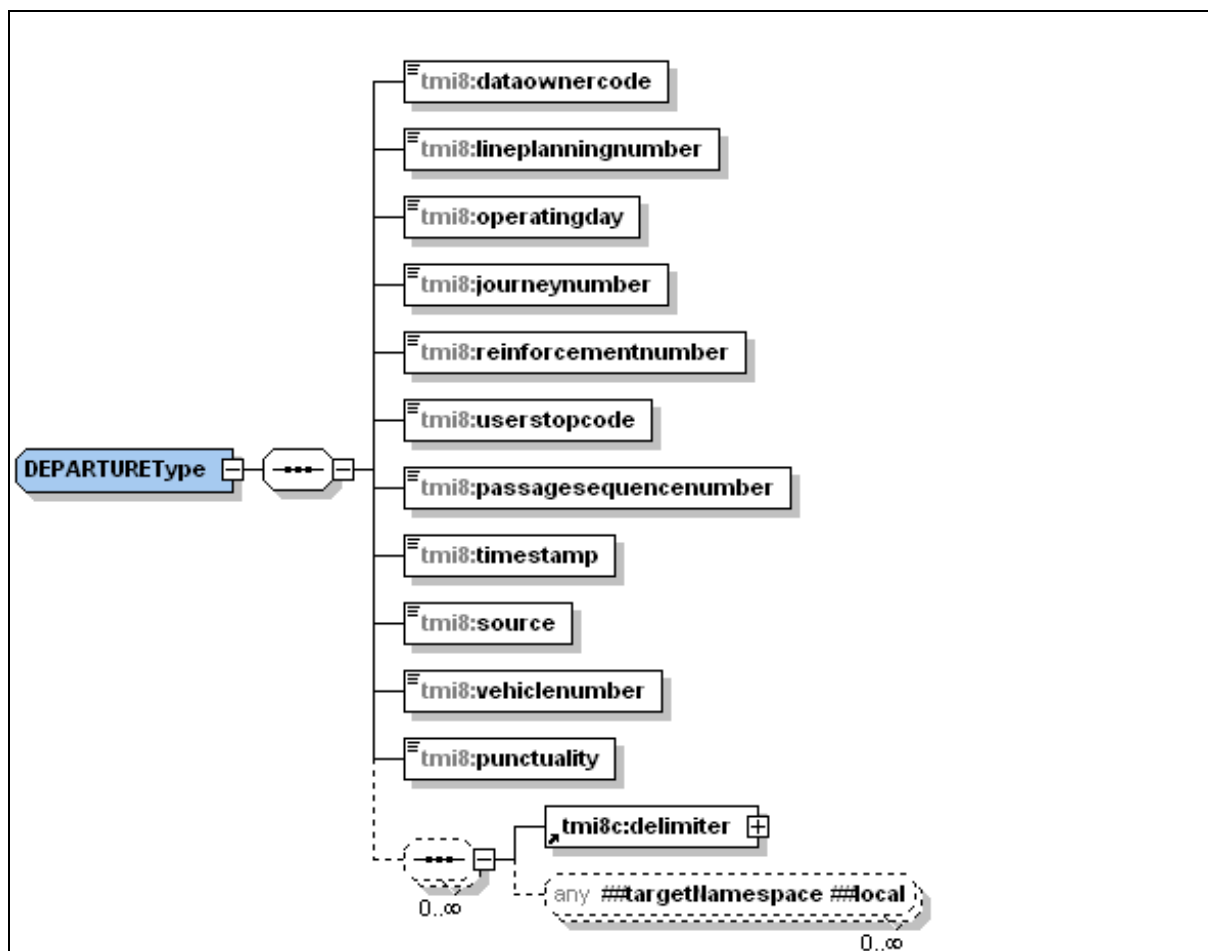 tmi8:dataownercode
tmi8:lineplanningnumber
tmi8:operatingday
tmi8:journeynumber
tmi8:reinforcementnumber
tmi8:userstopcode
DEPARTUREType
tmi8:passagesequencenumber
tmi8:timestamp
tmi8:source
tmi8:vehiclenumber
tmi8:punctuality
tmi8c:delimiter
any ##targetNamespace ##local
0..∞
0..∞